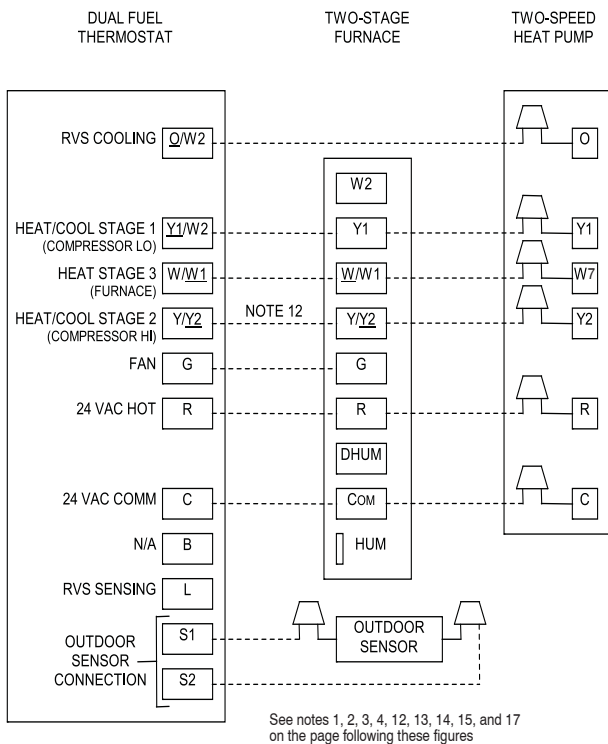 DUAL FUEL
THERMOSTAT
TWO-STAGE
FURNACE
TWO-SPEED
HEAT PUMP
RVS COOLING
O/W2
O
W2
HEAT/COOL STAGE 1
(COMPRESSOR LO)
Y1/W2
Y1
Y1
HEAT STAGE 3
(FURNACE)
W/W1
W/W1
W7
HEAT/COOL STAGE 2
(COMPRESSOR HI)
Y/Y2
NOTE 12
Y/Y2
Y2
FAN
G
G
24 VAC HOT
R
R
R
DHUM
24 VAC COMM
C
COM
C
N/A
B
HUM
RVS SENSING
L
OUTDOOR
SENSOR
CONNECTION
S1
S2
OUTDOOR
SENSOR
See notes 1, 2, 3, 4, 12, 13, 14, 15, and 17
on the page following these figures